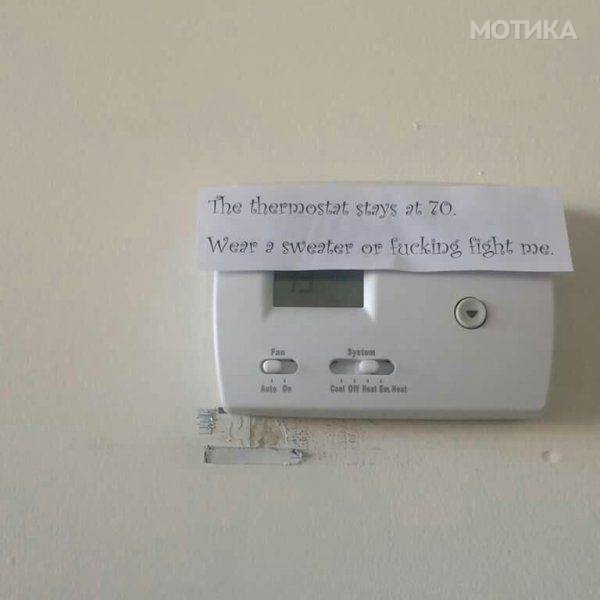 МОТИКА
The thermostat stays at 70.
Wear a sweater or fucking fight me.
Fan
System
Auto On
Cool Off Heat Em. Heat